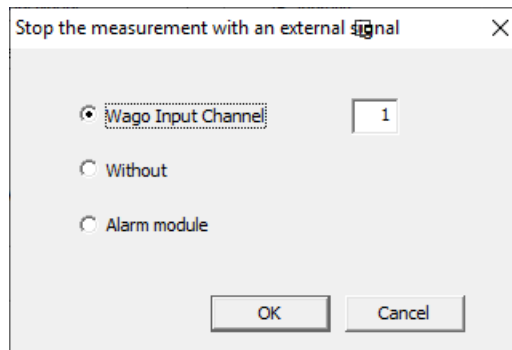 Stop the measurement with an external signal
Wago Input Channel 1
Without
Alarm module
OK Cancel